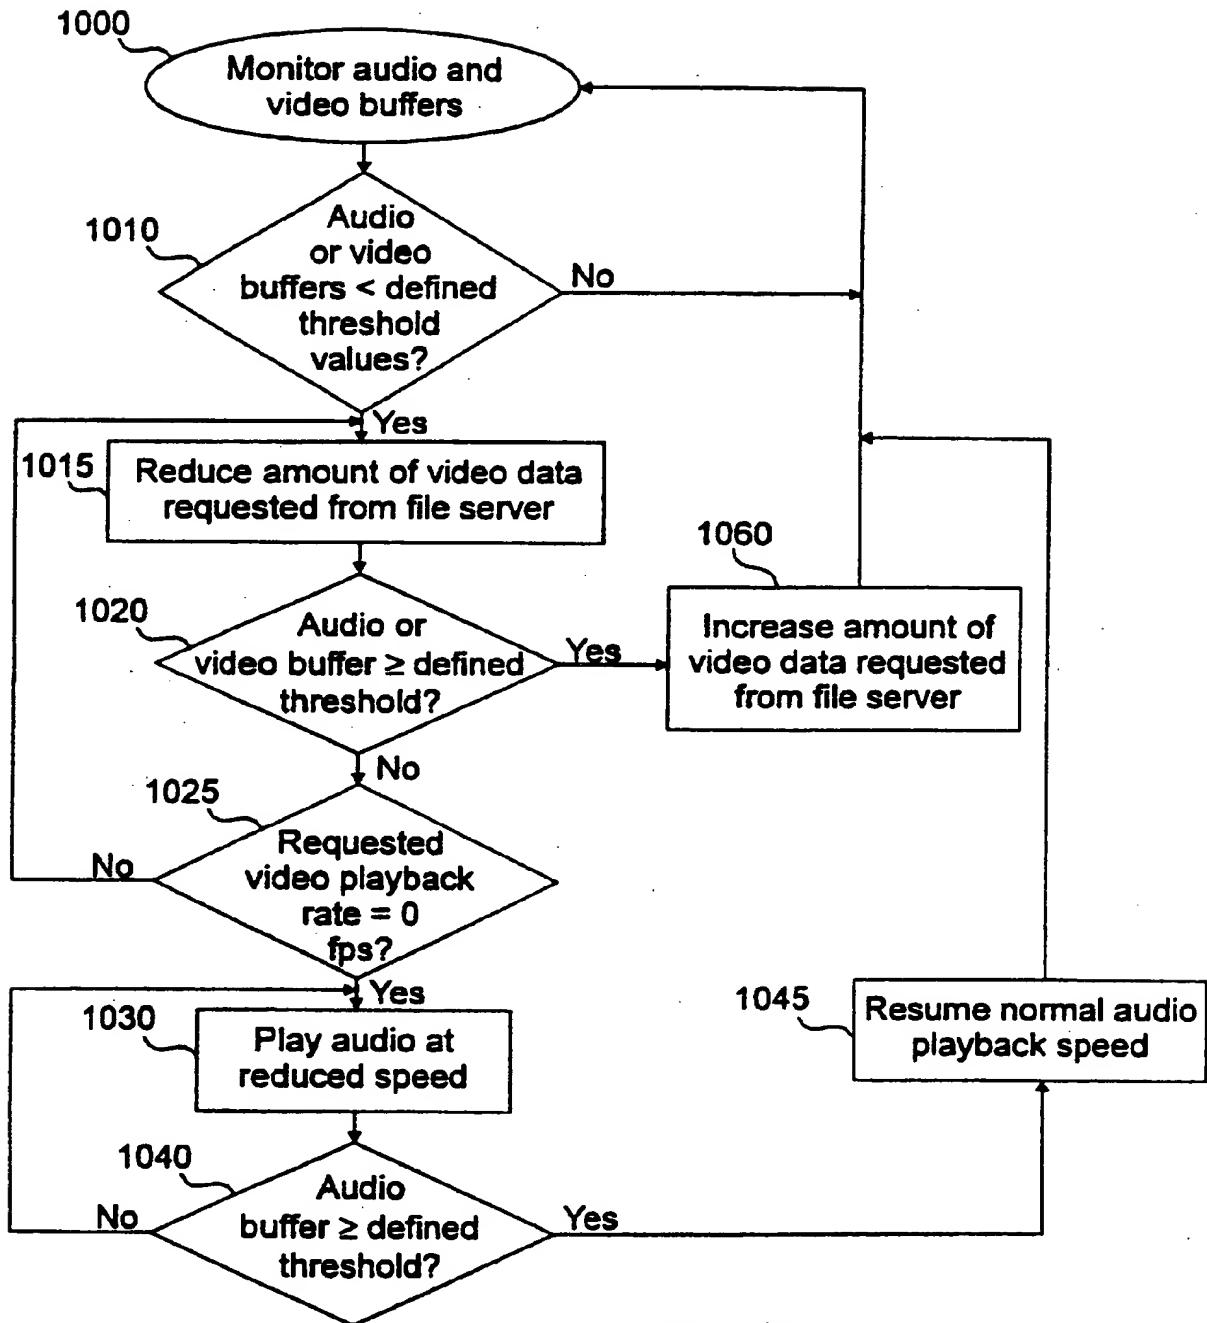 1000
Monitor audio and
video buffers
1010
Audio
or video
buffers < defined
threshold
values?
No
Yes
1015
Reduce amount of video data
requested from file server
1020
Audio or
video buffer ≥ defined
threshold?
Yes
1060
Increase amount of
video data requested
from file server
No
1025
Requested
video playback
rate = 0
fps?
No
Yes
1030
Play audio at
reduced speed
1045
Resume normal audio
playback speed
1040
Audio
buffer ≥ defined
threshold?
No
Yes